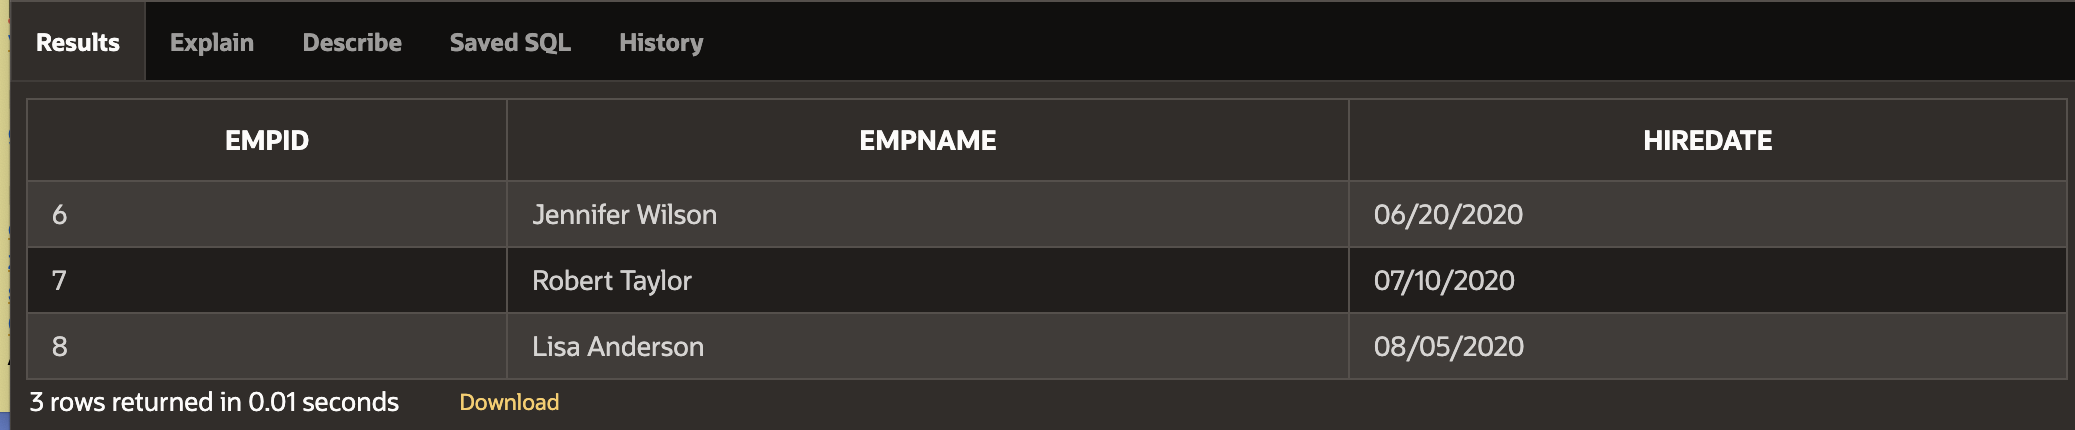 Results Explain Describe Saved SQL History
EMPID EMPNAME HIREDATE
6 Jennifer Wilson 06/20/2020
7 Robert Taylor 07/10/2020
8 Lisa Anderson 08/05/2020
3 rows returned in 0.01 seconds Download